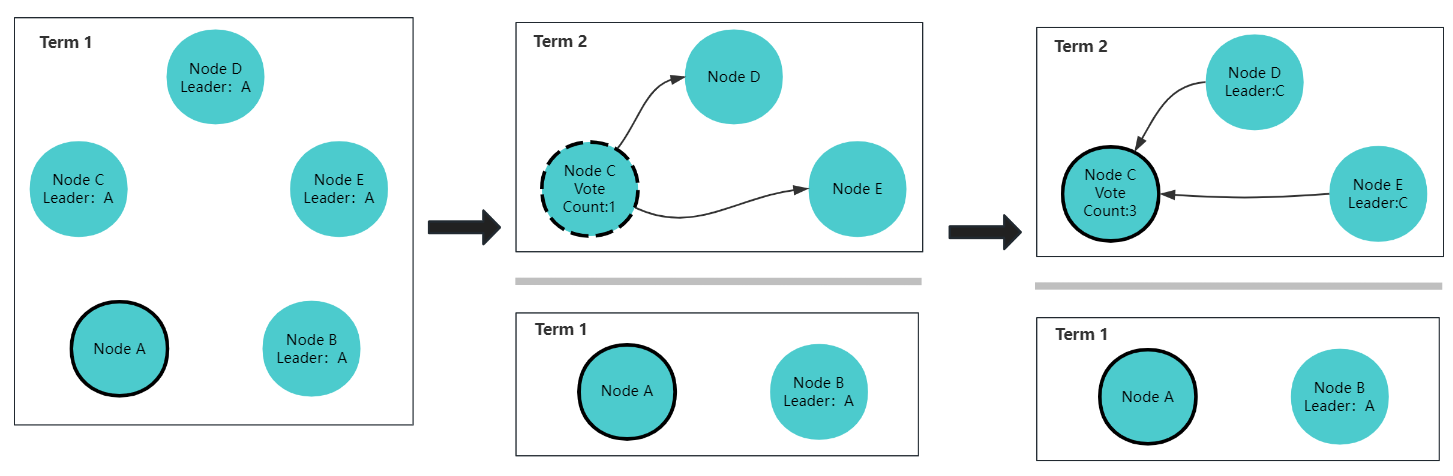 Term 1
Node D
Leader: A
Node C
Leader: A
Node E
Leader: A
Node A
Node B
Leader: A
Term 2
Node D
Node C
Vote
Count:1
Node E
Term 1
Node A
Node B
Leader: A
Term 2
Node D
Leader:C
Node C
Vote
Count:3
Node E
Leader:C
Term 1
Node A
Node B
Leader: A